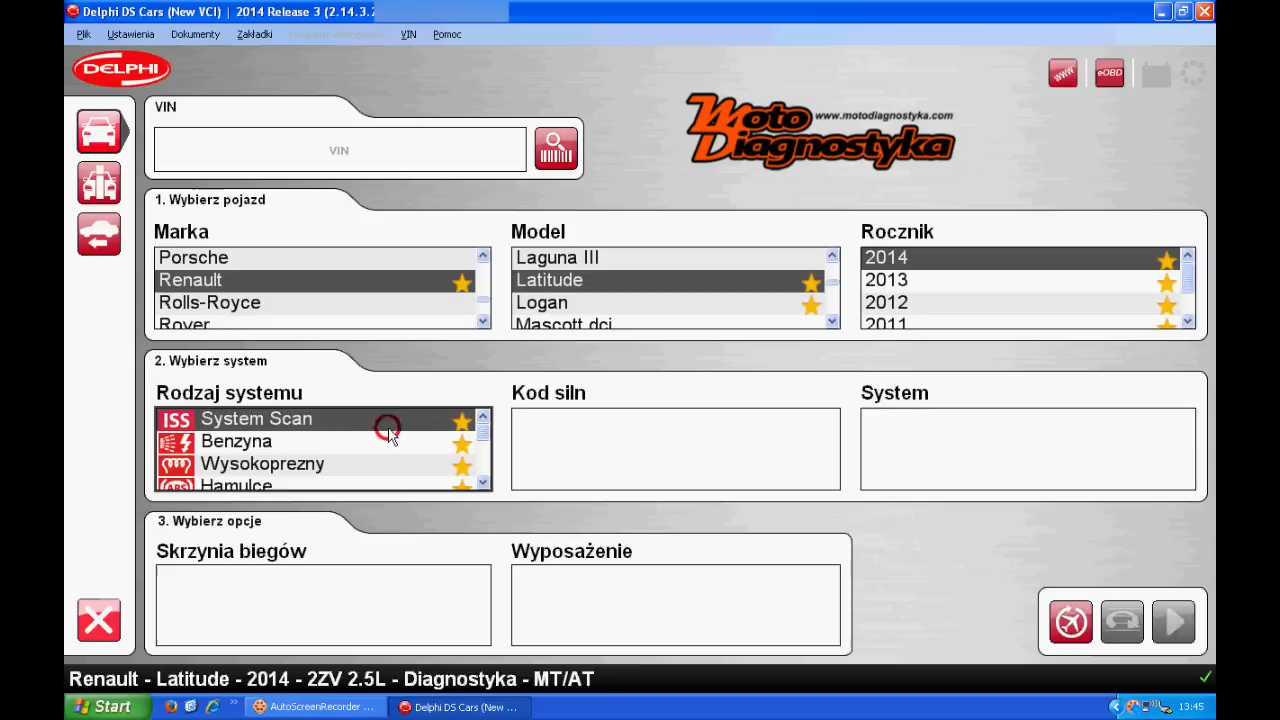 Delphi DS Cars (New VCI) | 2014 Release 3 (2.14.3.2
Plik Ustawienia Dokumenty Zakładki VIN Pomoc
DELPHI
WWW eOBD
VIN
VIN
Moto www.motodiagnostyka.com
Diagnostyka
1. Wybierz pojazd
Marka Model Rocznik
Porsche Laguna III 2014
Renault Latitude 2013
Rolls-Royce Logan 2012
Rover Mascott dci 2011
2. Wybierz system
Rodzaj systemu Kod siln System
ISS System Scan
Benzyna
Wysokoprezny
ABS Hamulce
3. Wybierz opcje
Skrzynia biegów Wyposażenie
Renault - Latitude - 2014 - 2ZV 2.5L - Diagnostyka - MT/AT
Start AutoScreenRecorder ... Delphi DS Cars (New ... 13:45